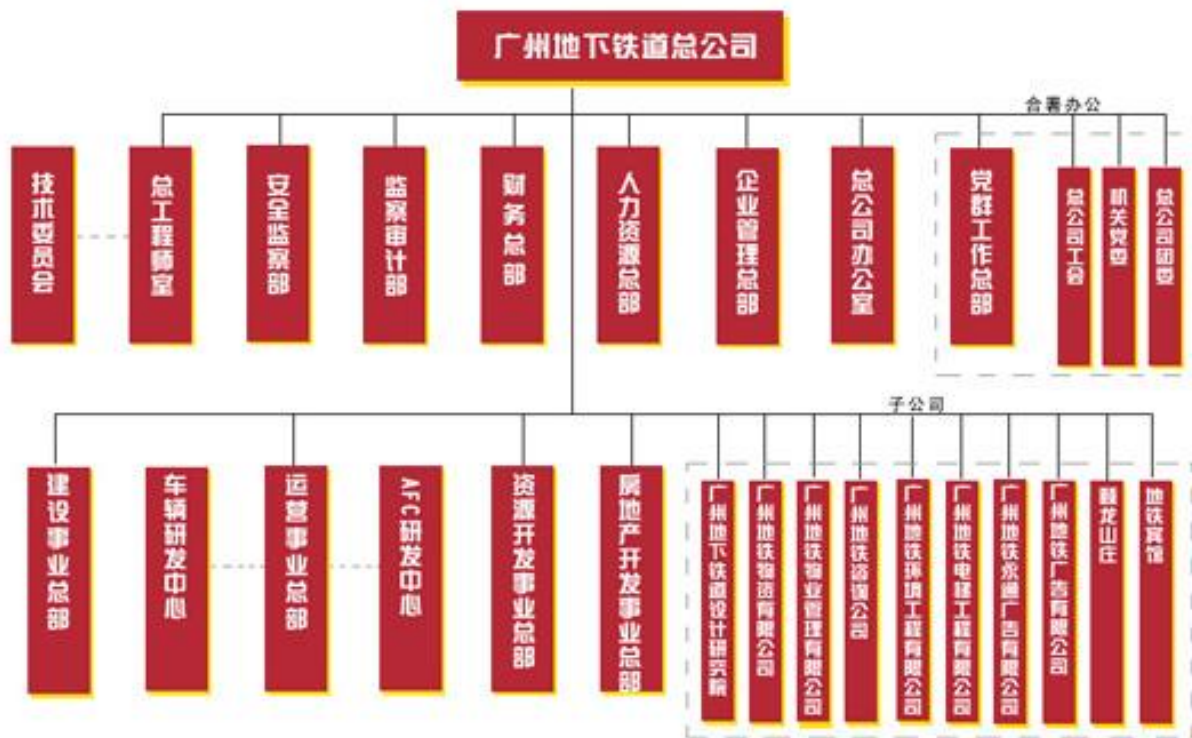 广州地下铁道总公司
合署办公
技术委员会
总工程师室
安全监察部
监察审计部
财务总部
人力资源总部
企业管理总部
总公司办公室
党群工作总部
总公司工会
机关党委
总公司团委
子公司
建设事业总部
车辆研发中心
运营事业总部
AFC研发中心
资源开发事业总部
房地产开发事业总部
广州地下铁道设计研究院
广州地铁物资有限公司
广州地铁物业管理有限公司
广州地铁咨询公司
广州地铁环境工程有限公司
广州地铁电梯工程有限公司
广州地铁永通广告有限公司
广州地铁广告有限公司
龙山庄
地铁宾馆